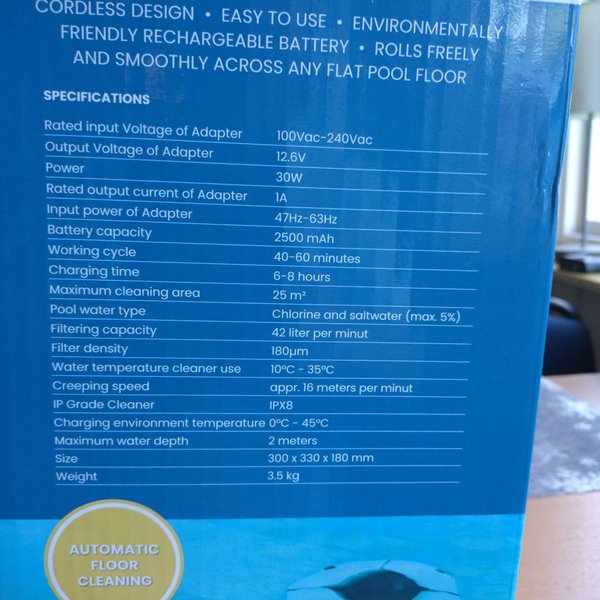 CORDLESS DESIGN • EASY TO USE • ENVIRONMENTALLY
FRIENDLY RECHARGEABLE BATTERY • ROLLS FREELY
AND SMOOTHLY ACROSS ANY FLAT POOL FLOOR
SPECIFICATIONS
Rated input Voltage of Adapter 100Vac-240Vac
Output Voltage of Adapter 12.6V
Power 30W
Rated output current of Adapter 1A
Input power of Adapter 47Hz-63Hz
Battery capacity 2500 mAh
Working cycle 40-60 minutes
Charging time 6-8 hours
Maximum cleaning area 25 m²
Pool water type Chlorine and saltwater (max. 5%)
Filtering capacity 42 liter per minut
Filter density 180µm
Water temperature cleaner use 10°C - 35°C
Creeping speed appr. 16 meters per minut
IP Grade Cleaner IPX8
Charging environment temperature 0°C - 45°C
Maximum water depth 2 meters
Size 300 x 330 x 180 mm
Weight 3.5 kg
AUTOMATIC
FLOOR
CLEANING